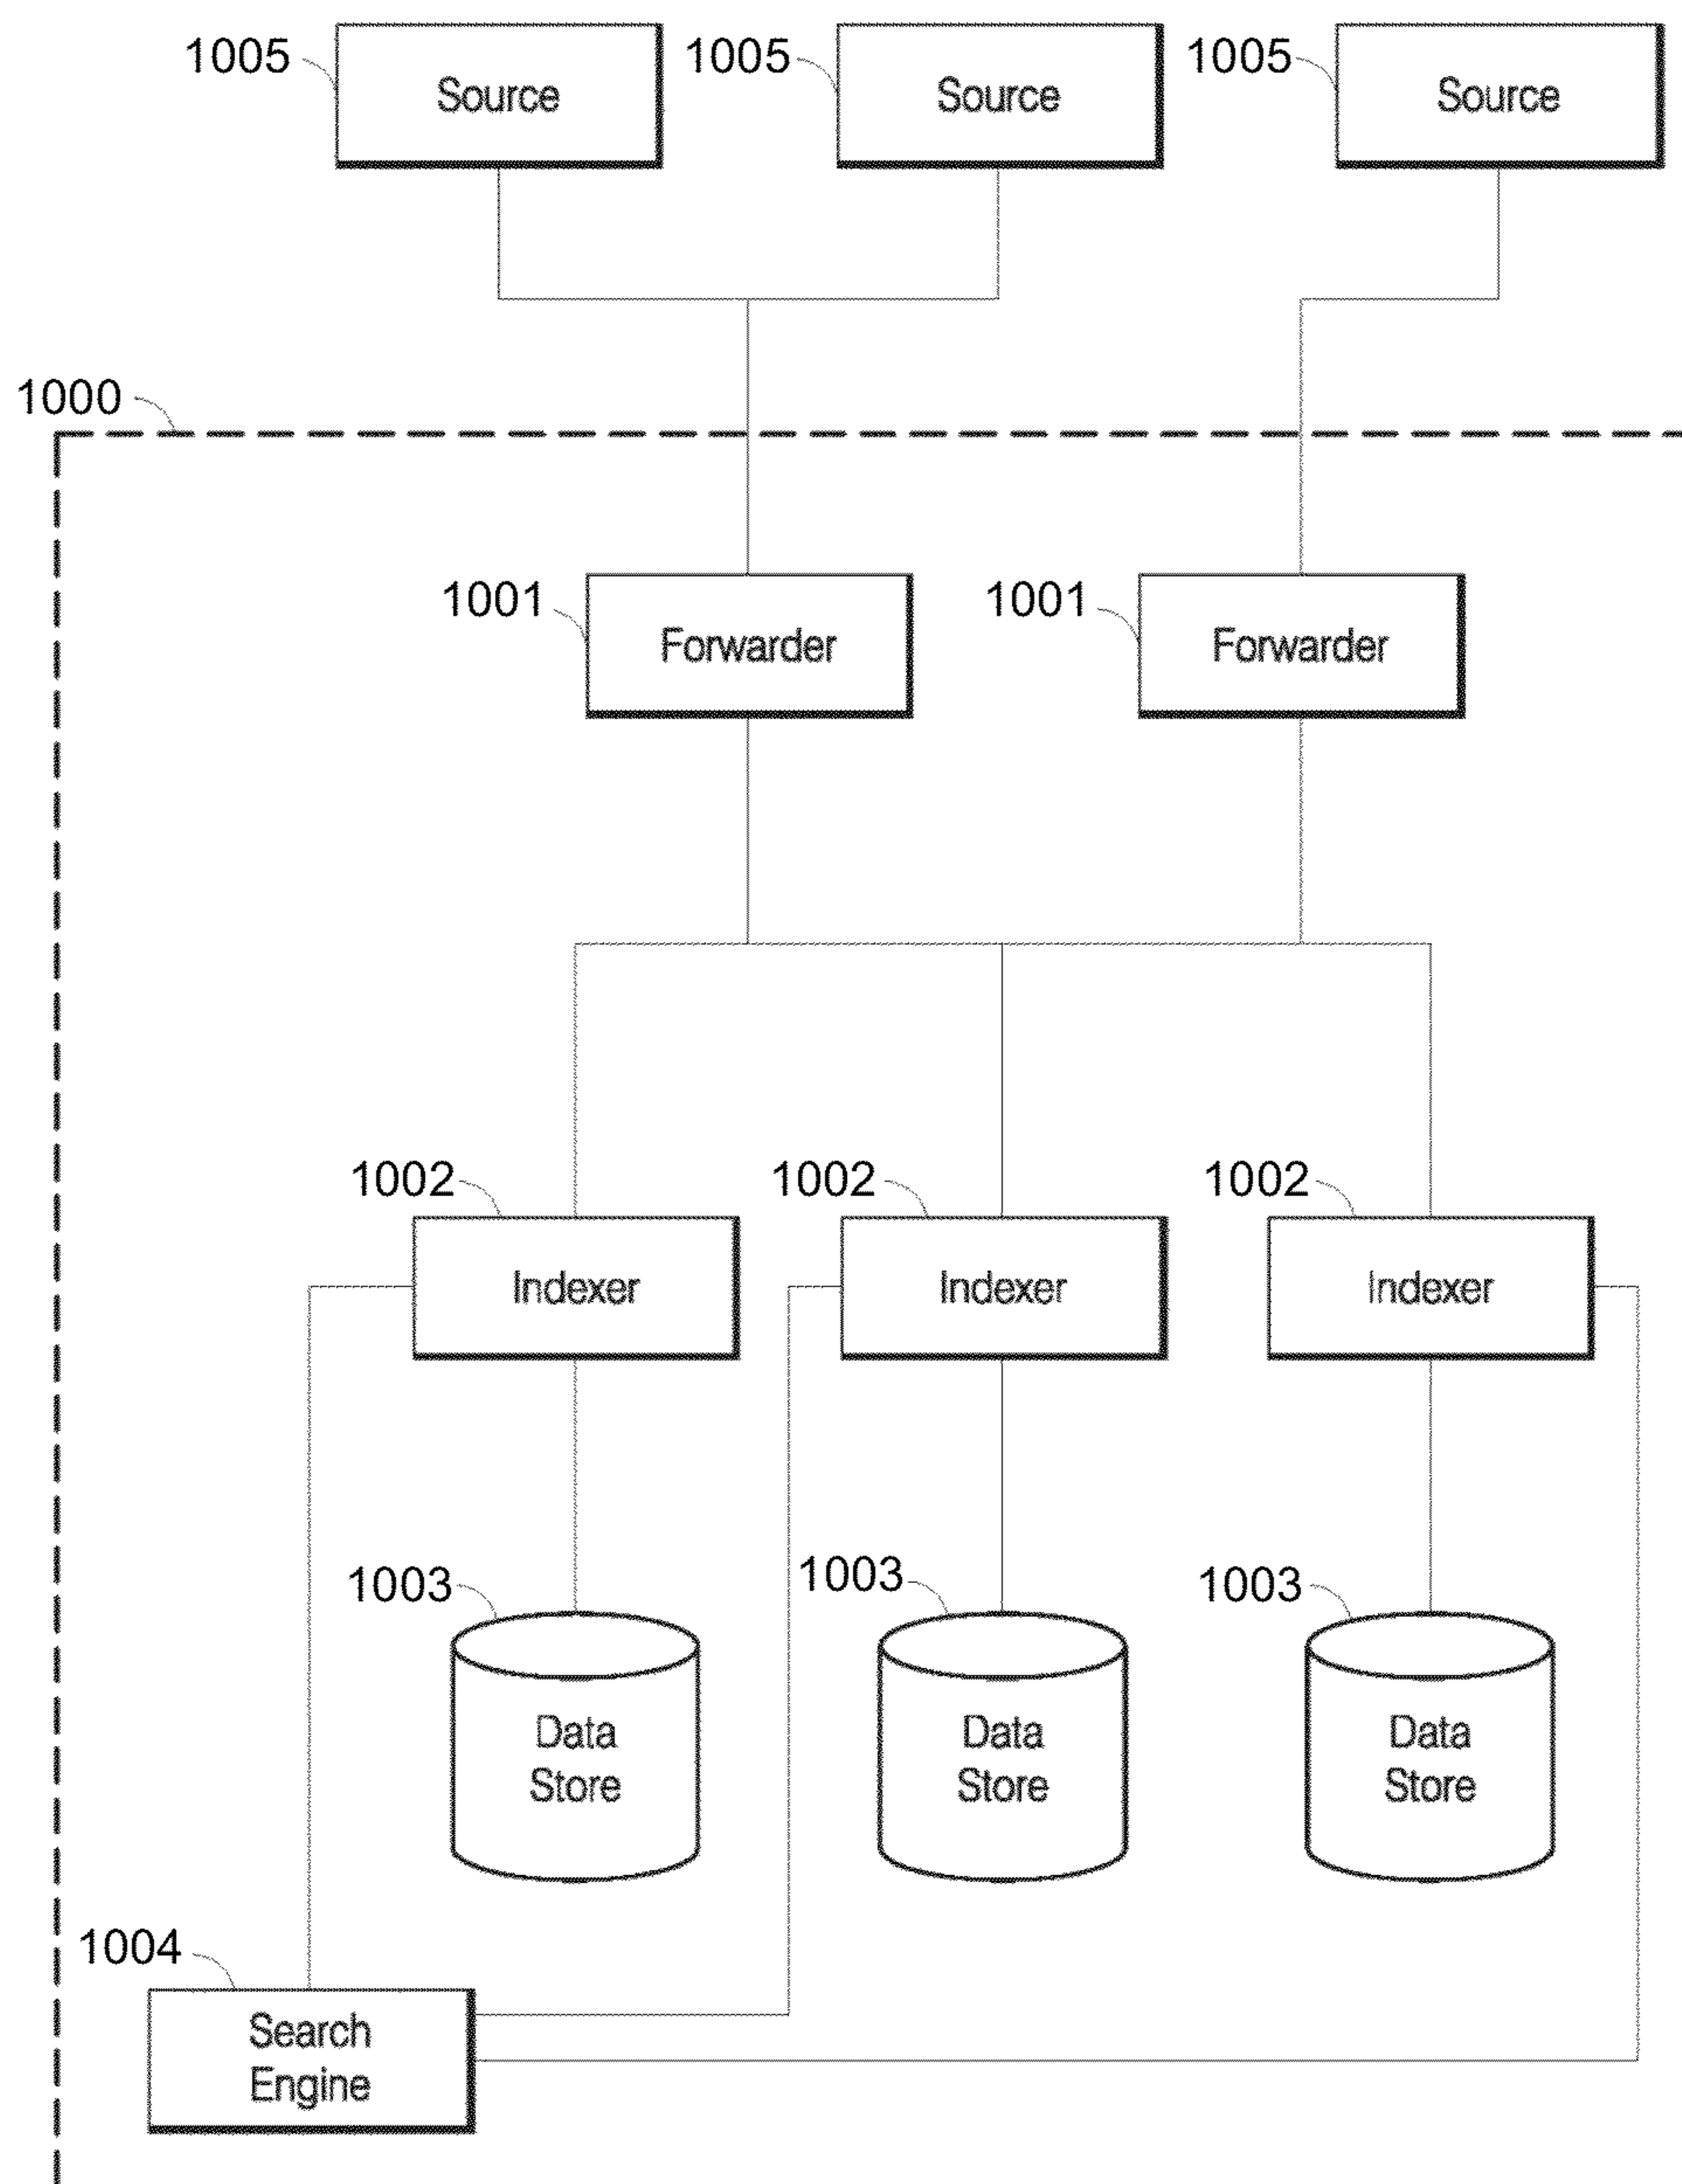 1005
Source
1005
Source
1005
Source
1000
1001
Forwarder
1001
Forwarder
1002
Indexer
1002
Indexer
1002
Indexer
1003
Data
Store
1003
Data
Store
1003
Data
Store
1004
Search
Engine